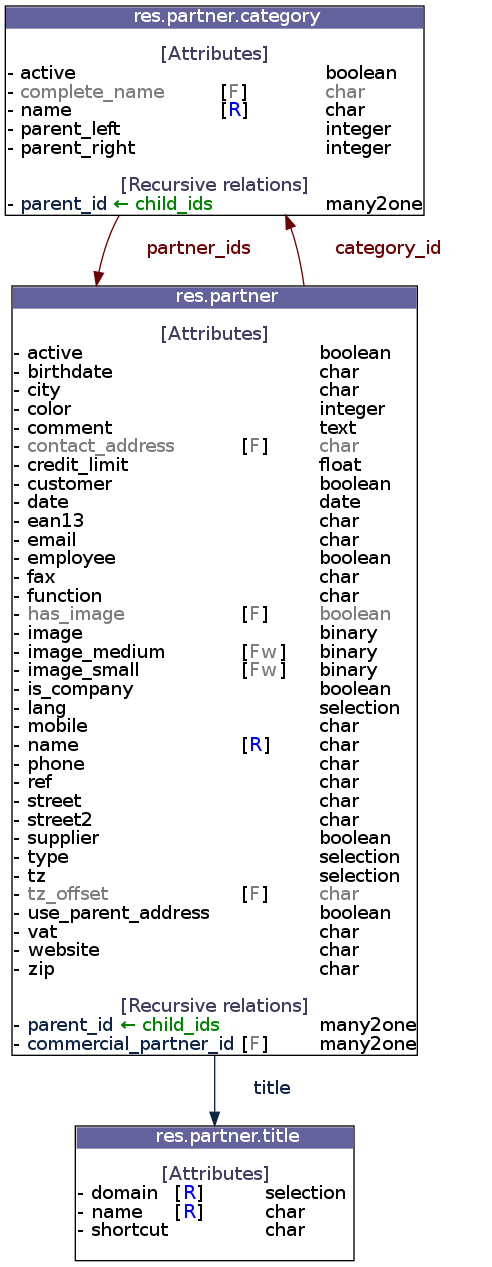 res.partner.category
[Attributes]
- active boolean
- complete_name [F] char
- name [R] char
- parent_left integer
- parent_right integer
[Recursive relations]
- parent_id ← child_ids many2one
partner_ids category_id
res.partner
[Attributes]
- active boolean
- birthdate char
- city char
- color integer
- comment text
- contact_address [F] char
- credit_limit float
- customer boolean
- date date
- ean13 char
- email char
- employee boolean
- fax char
- function char
- has_image [F] boolean
- image binary
- image_medium [Fw] binary
- image_small [Fw] binary
- is_company boolean
- lang selection
- mobile char
- name [R] char
- phone char
- ref char
- street char
- street2 char
- supplier boolean
- type selection
- tz selection
- tz_offset [F] char
- use_parent_address boolean
- vat char
- website char
- zip char
[Recursive relations]
- parent_id ← child_ids many2one
- commercial_partner_id [F] many2one
title
res.partner.title
[Attributes]
- domain [R] selection
- name [R] char
- shortcut char